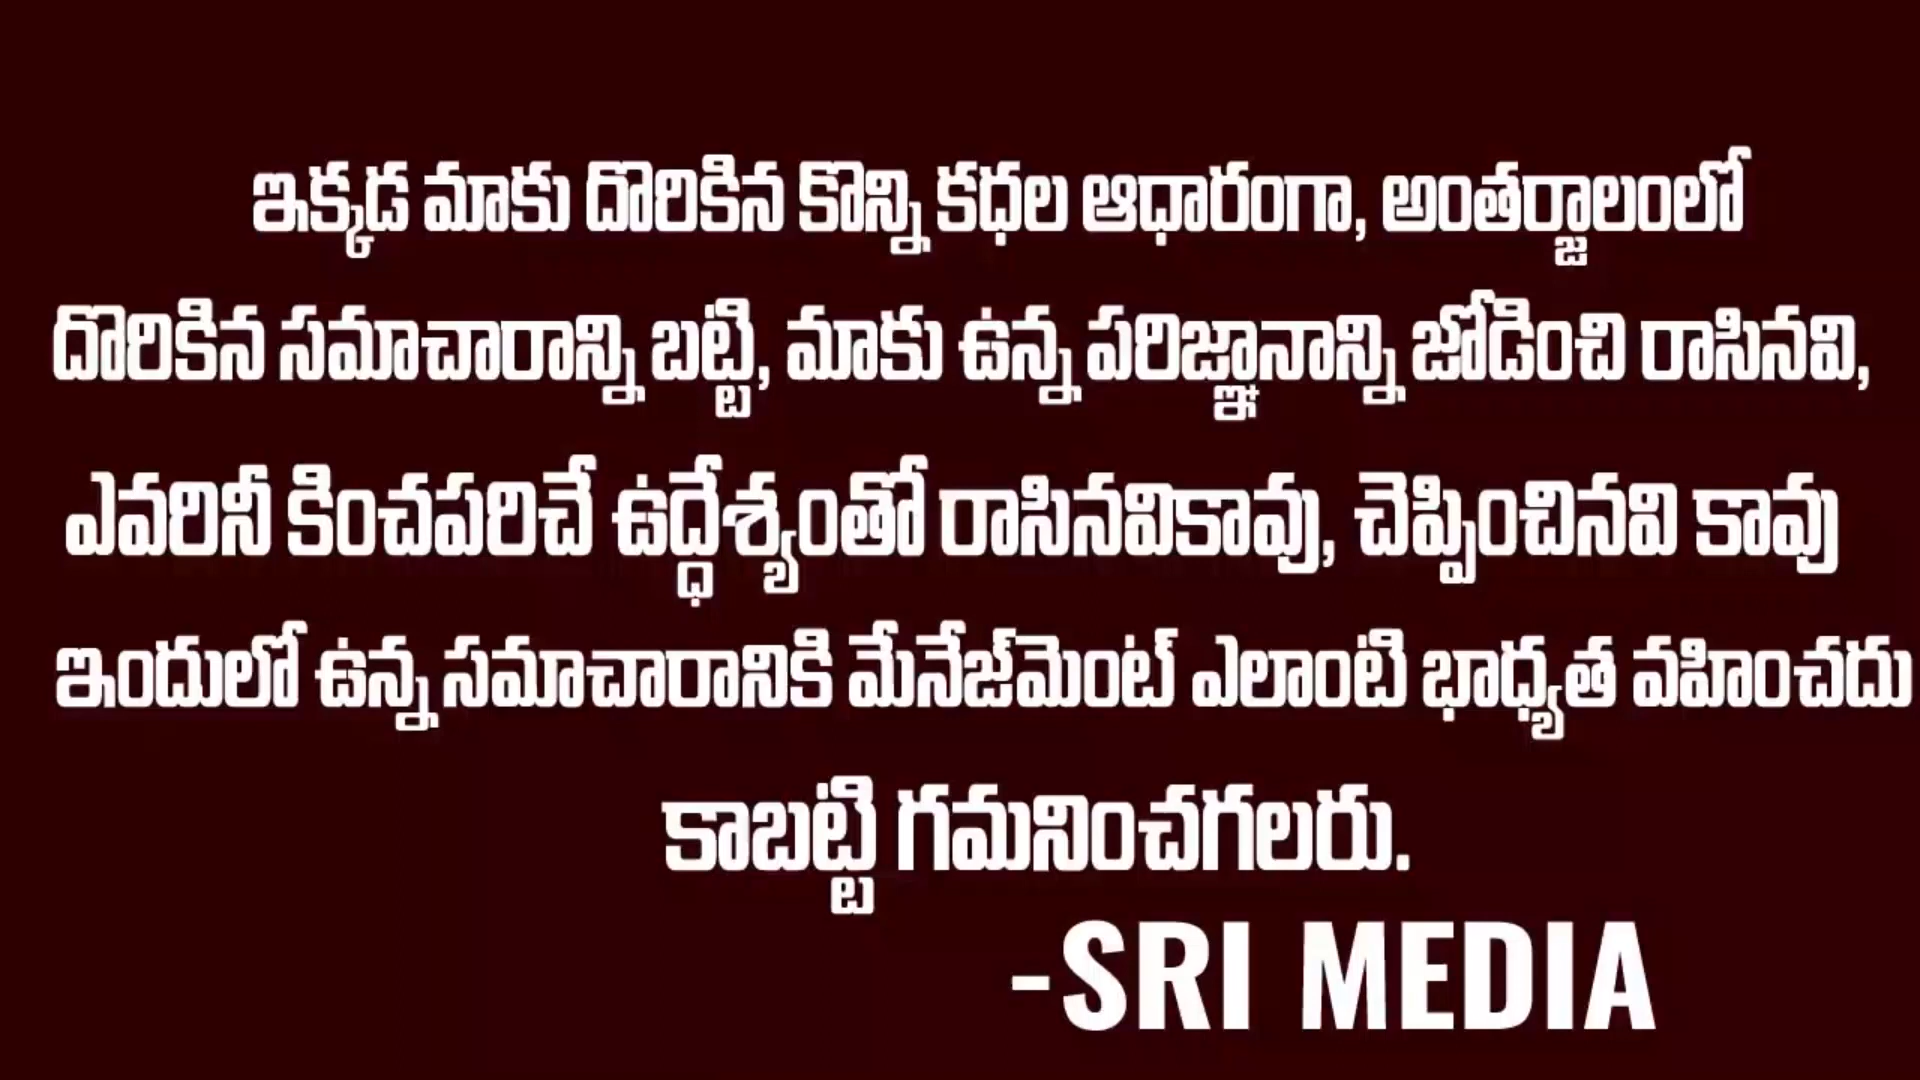 ఇక్కడ మాకు దొరికిన కొన్ని కధల ఆధారంగా, అంతర్జాలంలో
దొరికిన సమాచారాన్ని బట్టి, మాకు ఉన్న పరిజ్ఞానాన్ని జోడించి రాసినవి,
ఎవరినీ కించపరిచే ఉద్ధేశ్యంతో రాసినవికావు, చెప్పించినవి కావు
ఇందులో ఉన్న సమాచారానికి మేనేజ్‌మెంట్ ఎలాంటి భాధ్యత వహించదు
కాబట్టి గమనించగలరు.
-SRI MEDIA